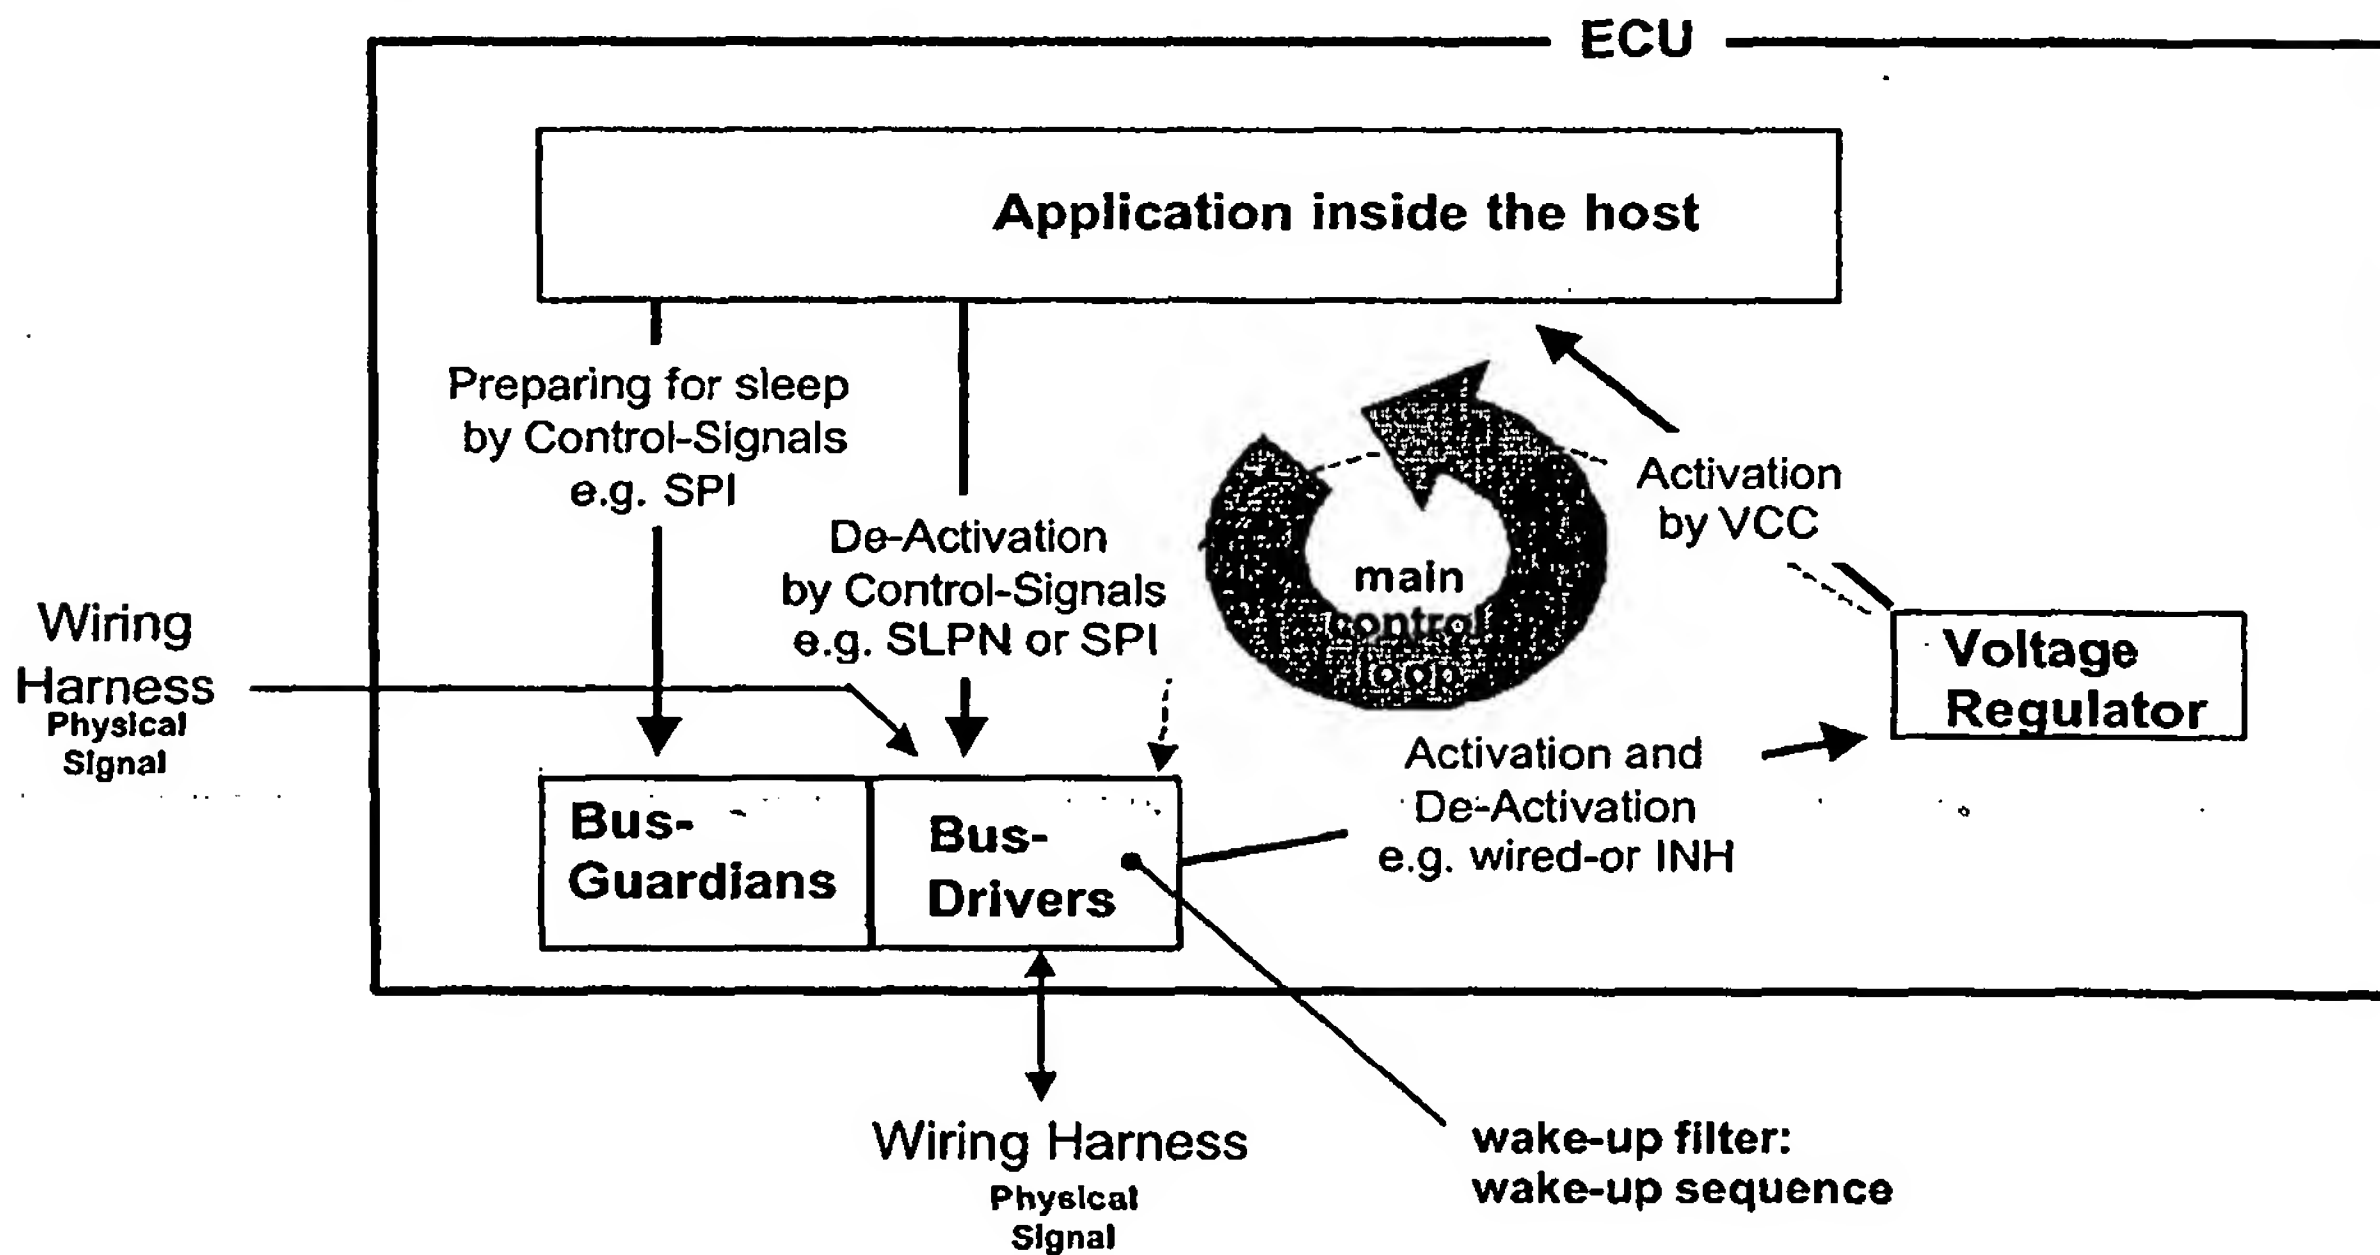 ECU
Application inside the host
Preparing for sleep
by Control-Signals
e.g. SPI
De-Activation
by Control-Signals
e.g. SLPN or SPI
main
control
loop
Activation
by VCC
Wiring
Harness
Physical
Signal
Voltage
Regulator
Activation and
De-Activation
e.g. wired-or INH
Bus-
Guardians
Bus-
Drivers
Wiring Harness
Physical
Signal
wake-up filter:
wake-up sequence